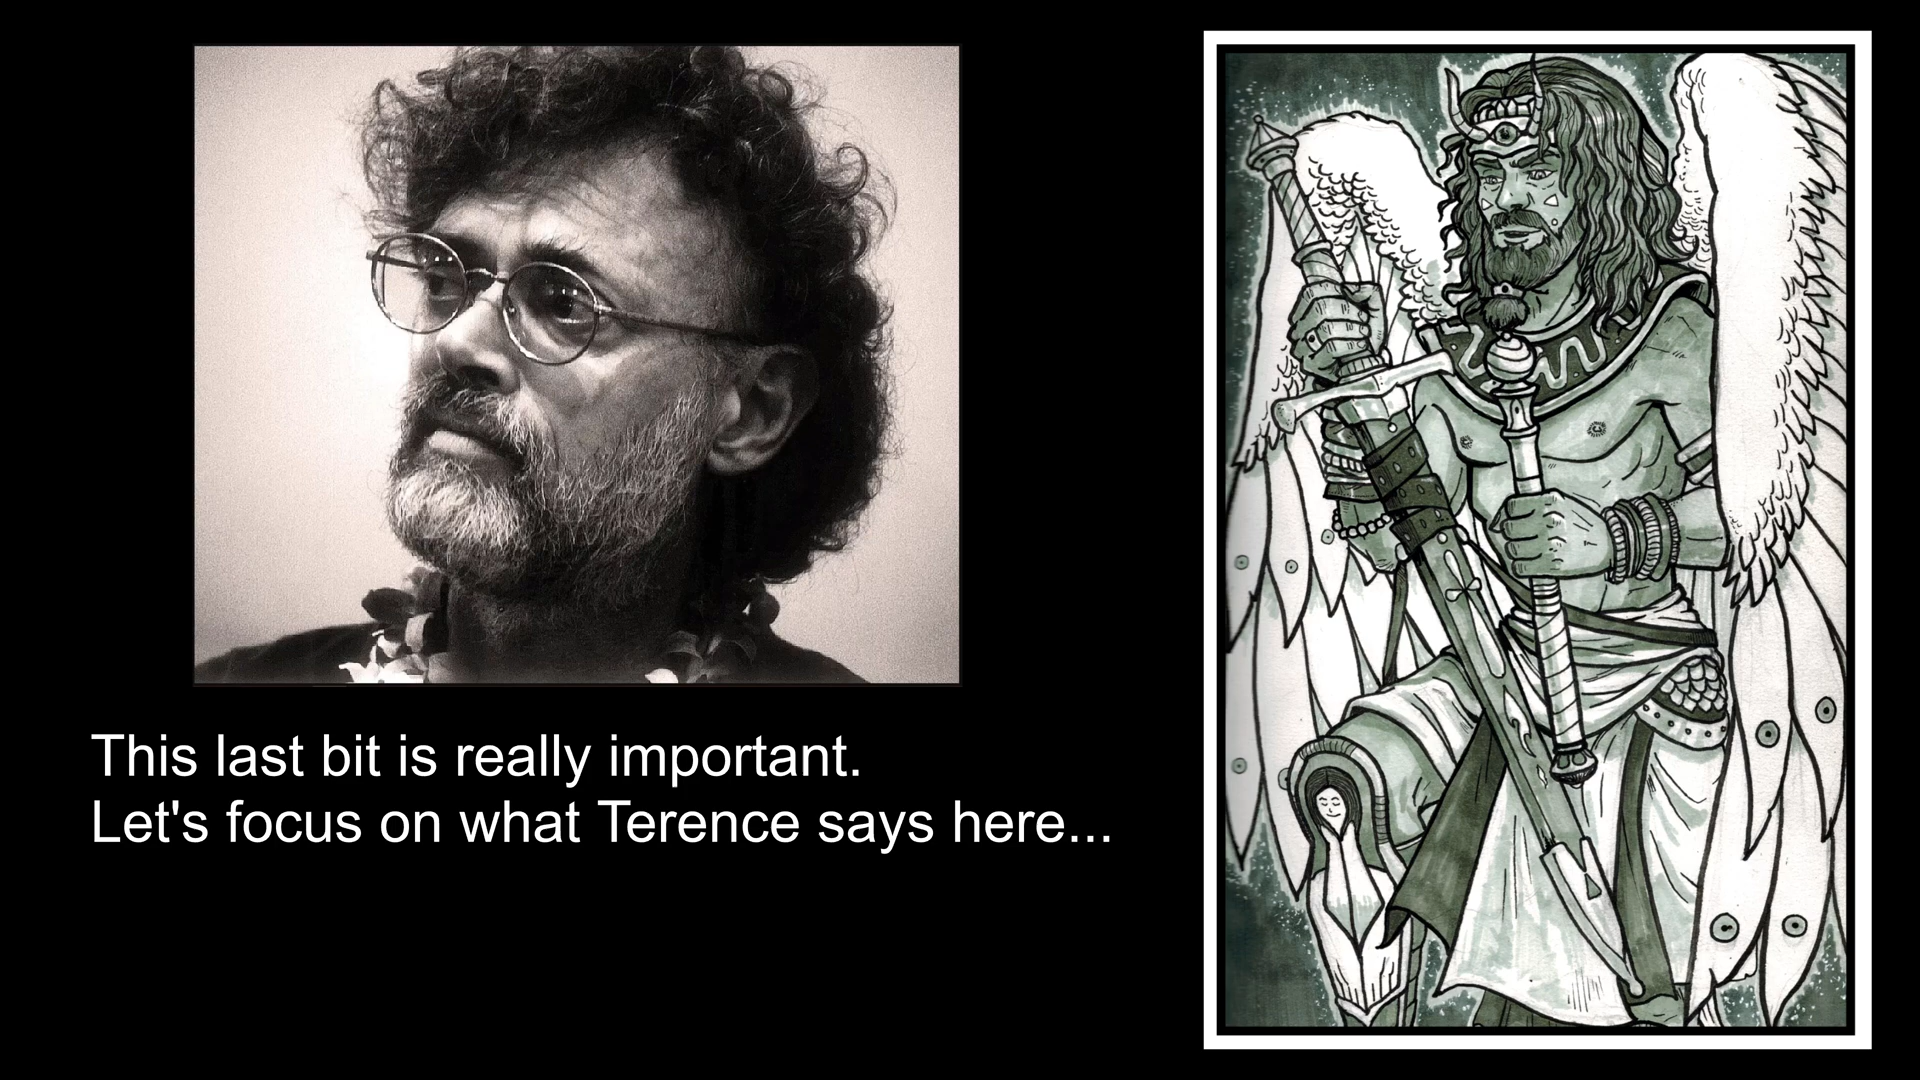 This last bit is really important.
Let's focus on what Terence says here...